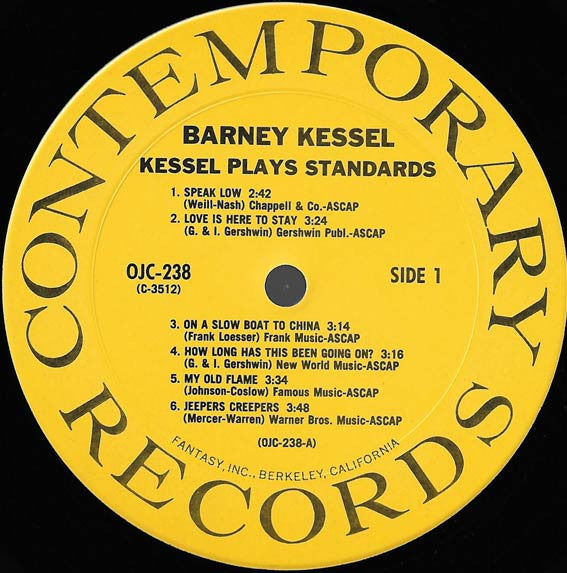 CONTEMPORARY RECORDS
BARNEY KESSEL
KESSEL PLAYS STANDARDS
1. SPEAK LOW 2:42
(Weill-Nash) Chappell & Co.-ASCAP
2. LOVE IS HERE TO STAY 3:24
(G. & I. Gershwin) Gershwin Publ.-ASCAP
OJC-238
(C-3512)
SIDE 1
3. ON A SLOW BOAT TO CHINA 3:14
(Frank Loesser) Frank Music-ASCAP
4. HOW LONG HAS THIS BEEN GOING ON? 3:16
(G. & I. Gershwin) New World Music-ASCAP
5. MY OLD FLAME 3:34
(Johnson-Coslow) Famous Music-ASCAP
6. JEEPERS CREEPERS 3:48
(Mercer-Warren) Warner Bros. Music-ASCAP
(OJC-238-A)
FANTASY, INC., BERKELEY, CALIFORNIA